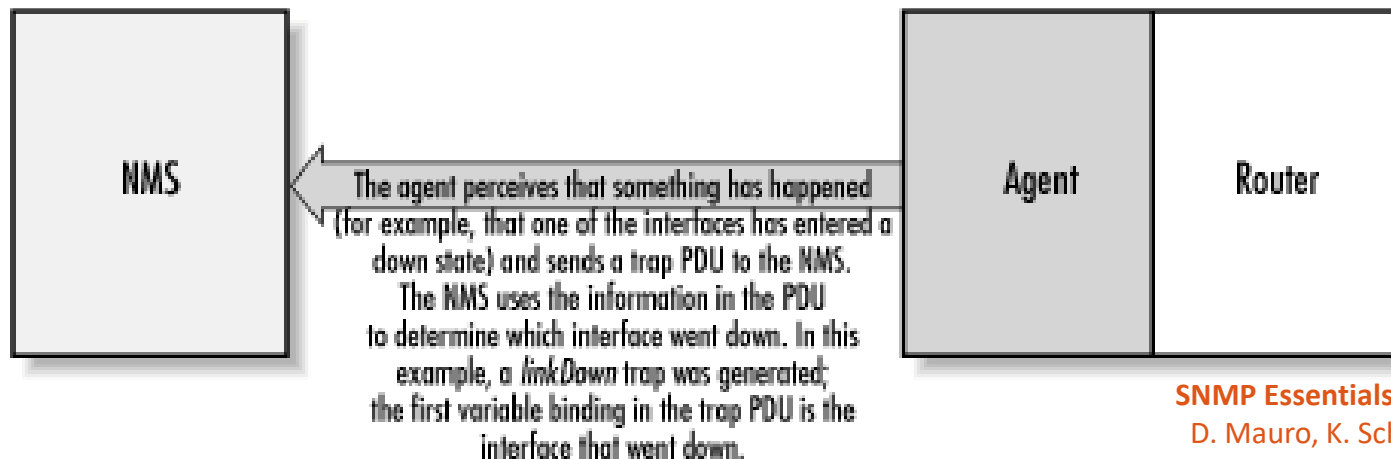 NMS
The agent perceives that something has happened
(for example, that one of the interfaces has entered a
down state) and sends a trap PDU to the NMS.
The NMS uses the information in the PDU
to determine which interface went down. In this
example, a linkDown trap was generated;
the first variable binding in the trap PDU is the
interface that went down.
Agent
Router
SNMP Essentials
D. Mauro, K.